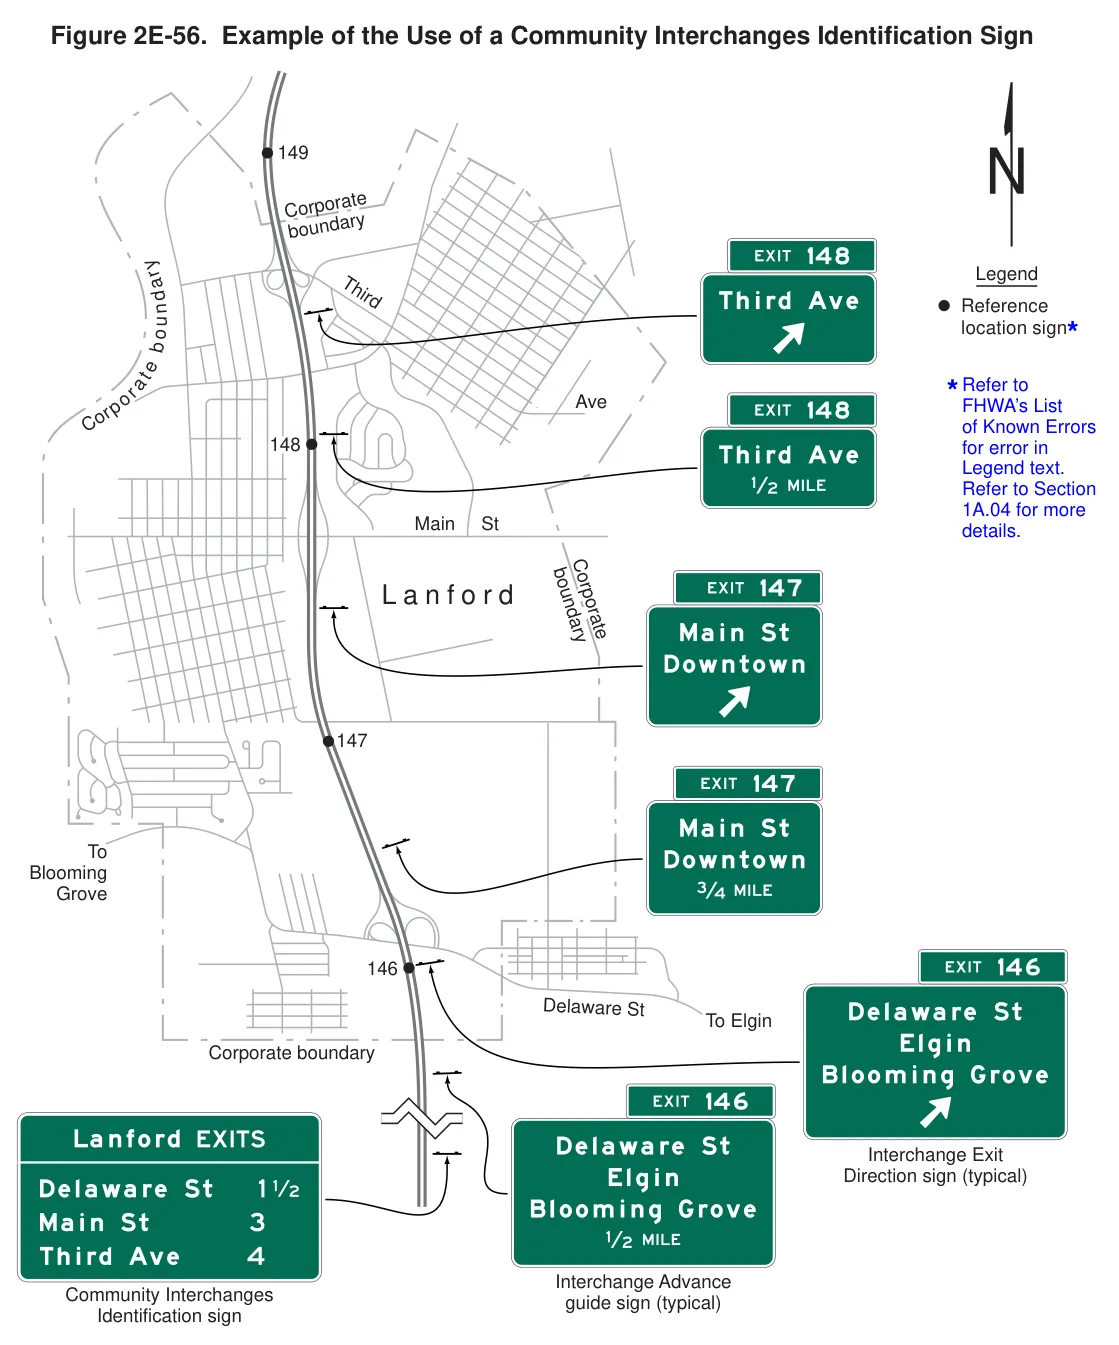 Figure 2E-56.  Example of the Use of a Community Interchanges Identification Sign
149
Corporate
boundary
N
Legend
Reference
location sign*
* Refer to
FHWA's List
of Known Errors
for error in
Legend text.
Refer to Section
1A.04 for more
details.
Corporate boundary
Third
Ave
EXIT 148
Third Ave
EXIT 148
Third Ave
1/2 MILE
148
Main St
Lanford
Corporate
boundary
EXIT 147
Main St
Downtown
147
EXIT 147
Main St
Downtown
3/4 MILE
To
Blooming
Grove
146
Delaware St
To Elgin
Corporate boundary
EXIT 146
Delaware St
Elgin
Blooming Grove
Interchange Exit
Direction sign (typical)
EXIT 146
Delaware St
Elgin
Blooming Grove
1/2 MILE
Interchange Advance
guide sign (typical)
Lanford EXITS
Delaware St 1 1/2
Main St 3
Third Ave 4
Community Interchanges
Identification sign